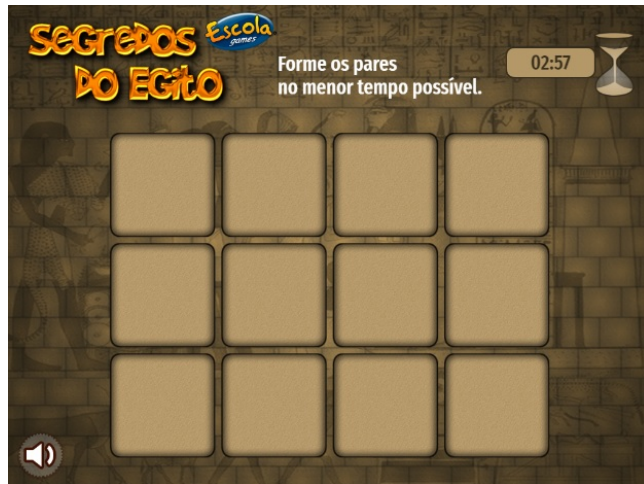 SEGREDOS
DO EGITO
Escola
games
Forme os pares
no menor tempo possível.
02:57